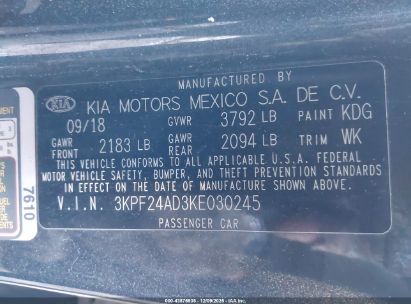 MANUFACTURED BY
KIA KIA MOTORS MEXICO S.A. DE C.V.
09/18 GVWR 3792 LB PAINT KDG
GAWR FRONT 2183 LB GAWR REAR 2094 LB TRIM WK
THIS VEHICLE CONFORMS TO ALL APPLICABLE U.S.A. FEDERAL
MOTOR VEHICLE SAFETY, BUMPER, AND THEFT PREVENTION STANDARDS
IN EFFECT ON THE DATE OF MANUFACTURE SHOWN ABOVE.
V.I.N. 3KPF24AD3KE030245
PASSENGER CAR
7610